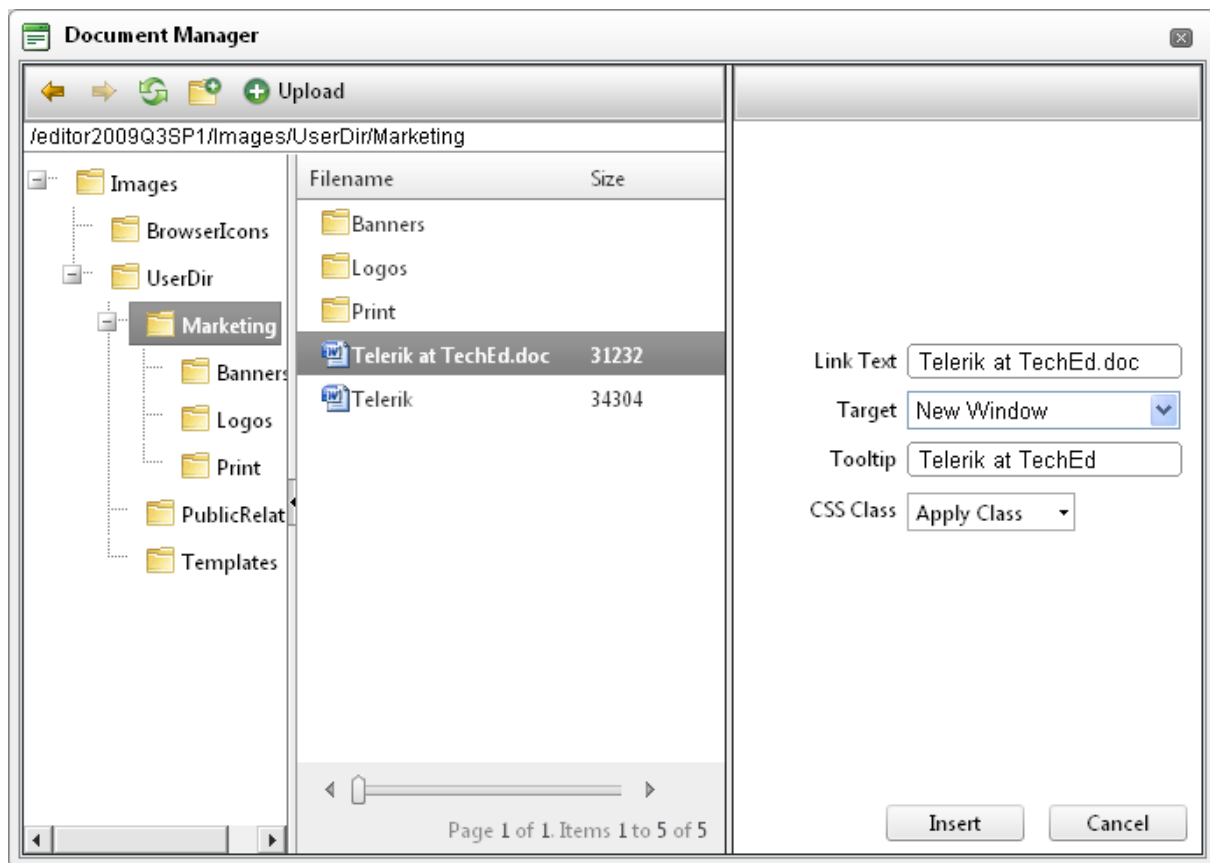 Document Manager
Upload
/editor2009Q3SP1/Images/UserDir/Marketing
Images
BrowserIcons
UserDir
Marketing
Banners
Logos
Print
PublicRelat
Templates
Filename Size
Banners
Logos
Print
Telerik at TechEd.doc 31232
Telerik 34304
Page 1 of 1. Items 1 to 5 of 5
Link Text Telerik at TechEd.doc
Target New Window
Tooltip Telerik at TechEd
CSS Class Apply Class
Insert Cancel